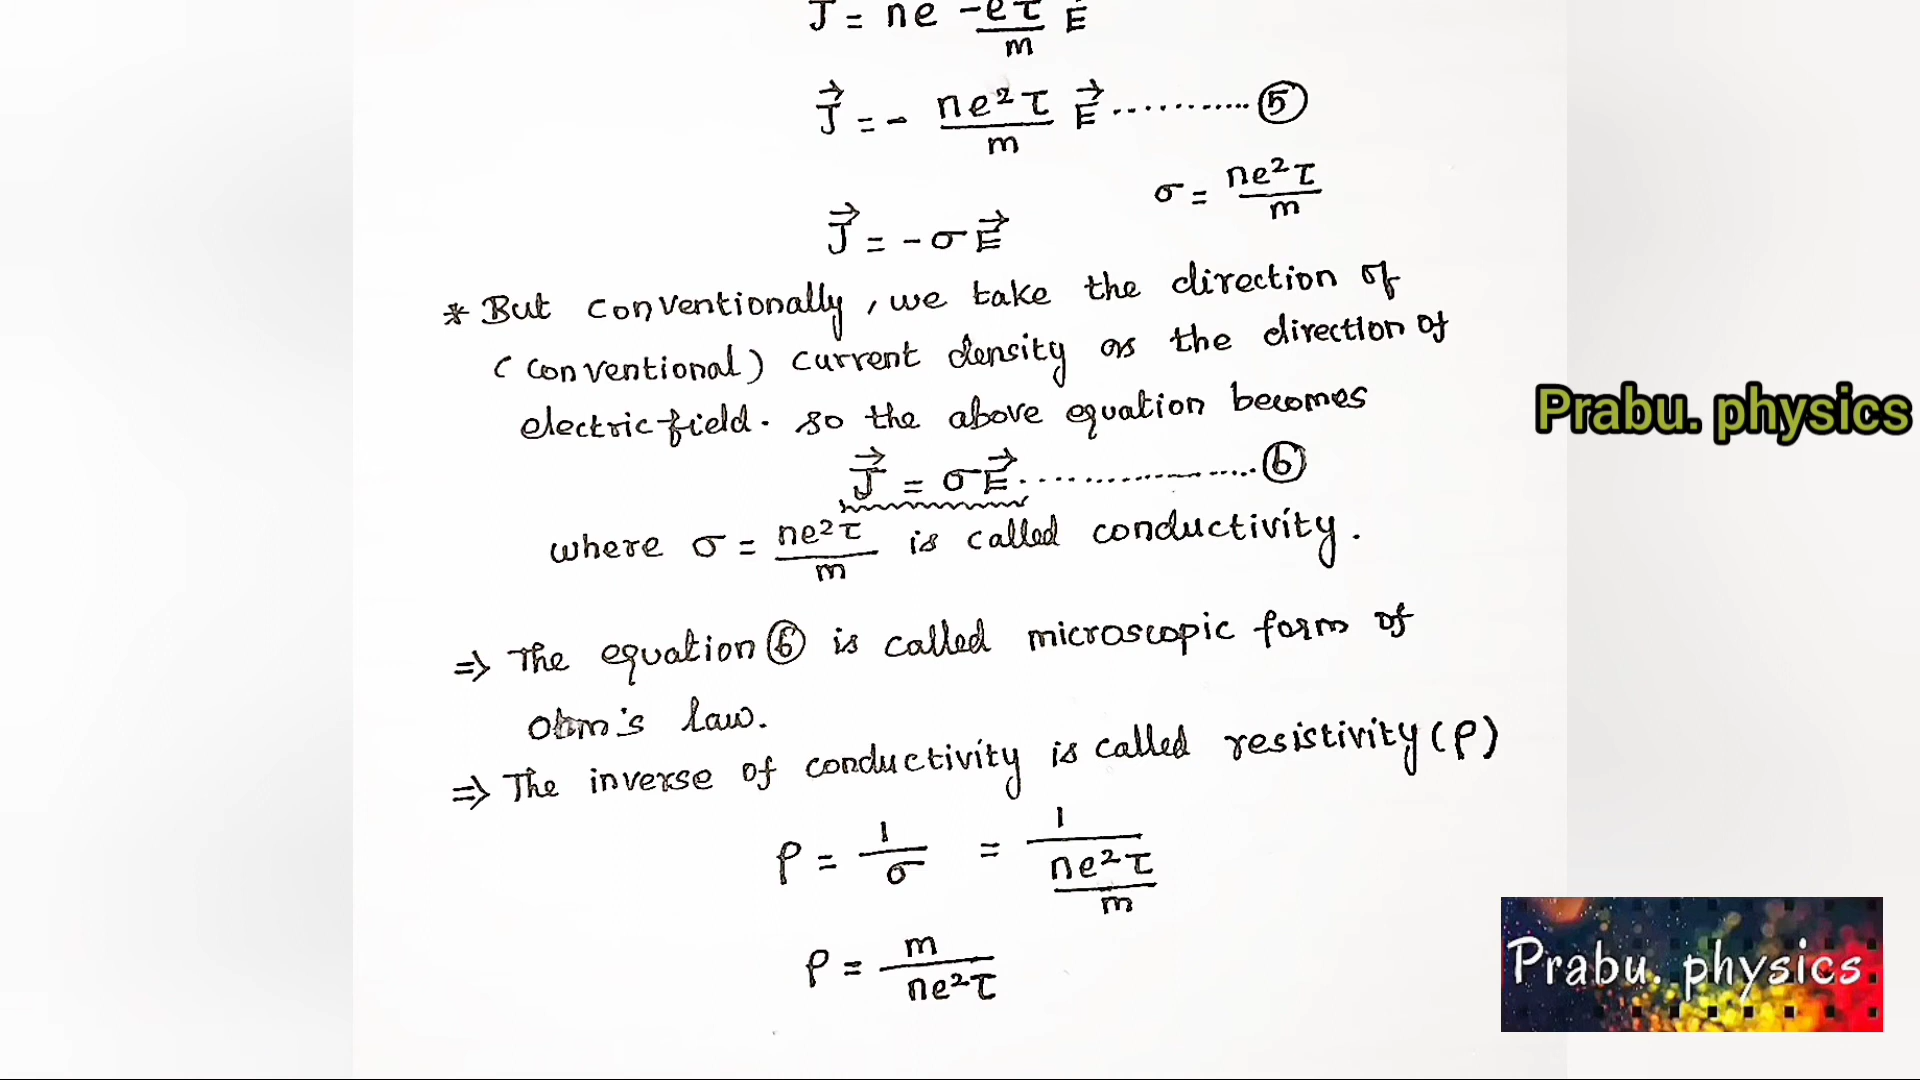 J = ne -eτ/m E
J⃗ = - ne²τ/m E⃗ ........... ⑤
σ = ne²τ/m
J⃗ = -σE⃗
* But conventionally, we take the direction of
(conventional) current density as the direction of
electric field. so the above equation becomes
Prabu. physics
J⃗ = σE⃗ .................. ⑥
where σ = ne²τ/m is called conductivity.
⇒ The equation ⑥ is called microscopic form of
ohm's law.
⇒ The inverse of conductivity is called resistivity (ρ)
ρ = 1/σ = 1/(ne²τ/m)
ρ = m/ne²τ
Prabu. physics